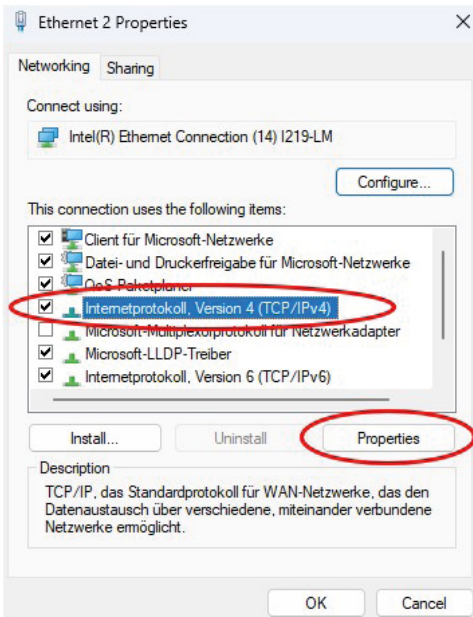 Ethernet 2 Properties
Networking
Sharing
Connect using:
Intel(R) Ethernet Connection (14) I219-LM
Configure...
This connection uses the following items:
Client für Microsoft-Netzwerke
Datei- und Druckerfreigabe für Microsoft-Netzwerke
QoS-Paketplaner
Internetprotokoll, Version 4 (TCP/IPv4)
Microsoft-Multiplexorprotokoll für Netzwerkadapter
Microsoft-LLDP-Treiber
Internetprotokoll, Version 6 (TCP/IPv6)
Install...
Uninstall
Properties
Description
TCP/IP, das Standardprotokoll für WAN-Netzwerke, das den
Datenaustausch über verschiedene, miteinander verbundene
Netzwerke ermöglicht.
OK
Cancel